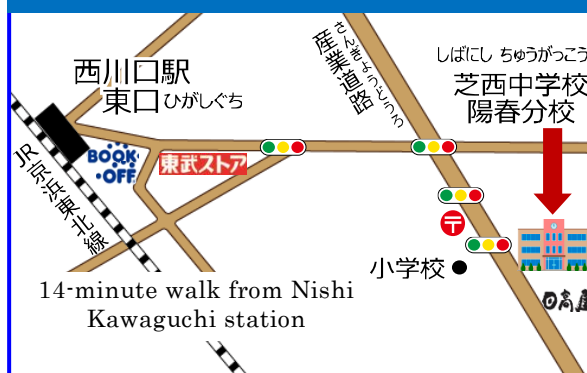 さんぎょうどうろ
産業道路
しばにし ちゅうがっこう
芝西中学校
陽春分校
西川口駅
東口 ひがしぐち
BOOK
OFF
東武ストア
JR京浜東北線
〒
小学校
日高屋
14-minute walk from Nishi
Kawaguchi station